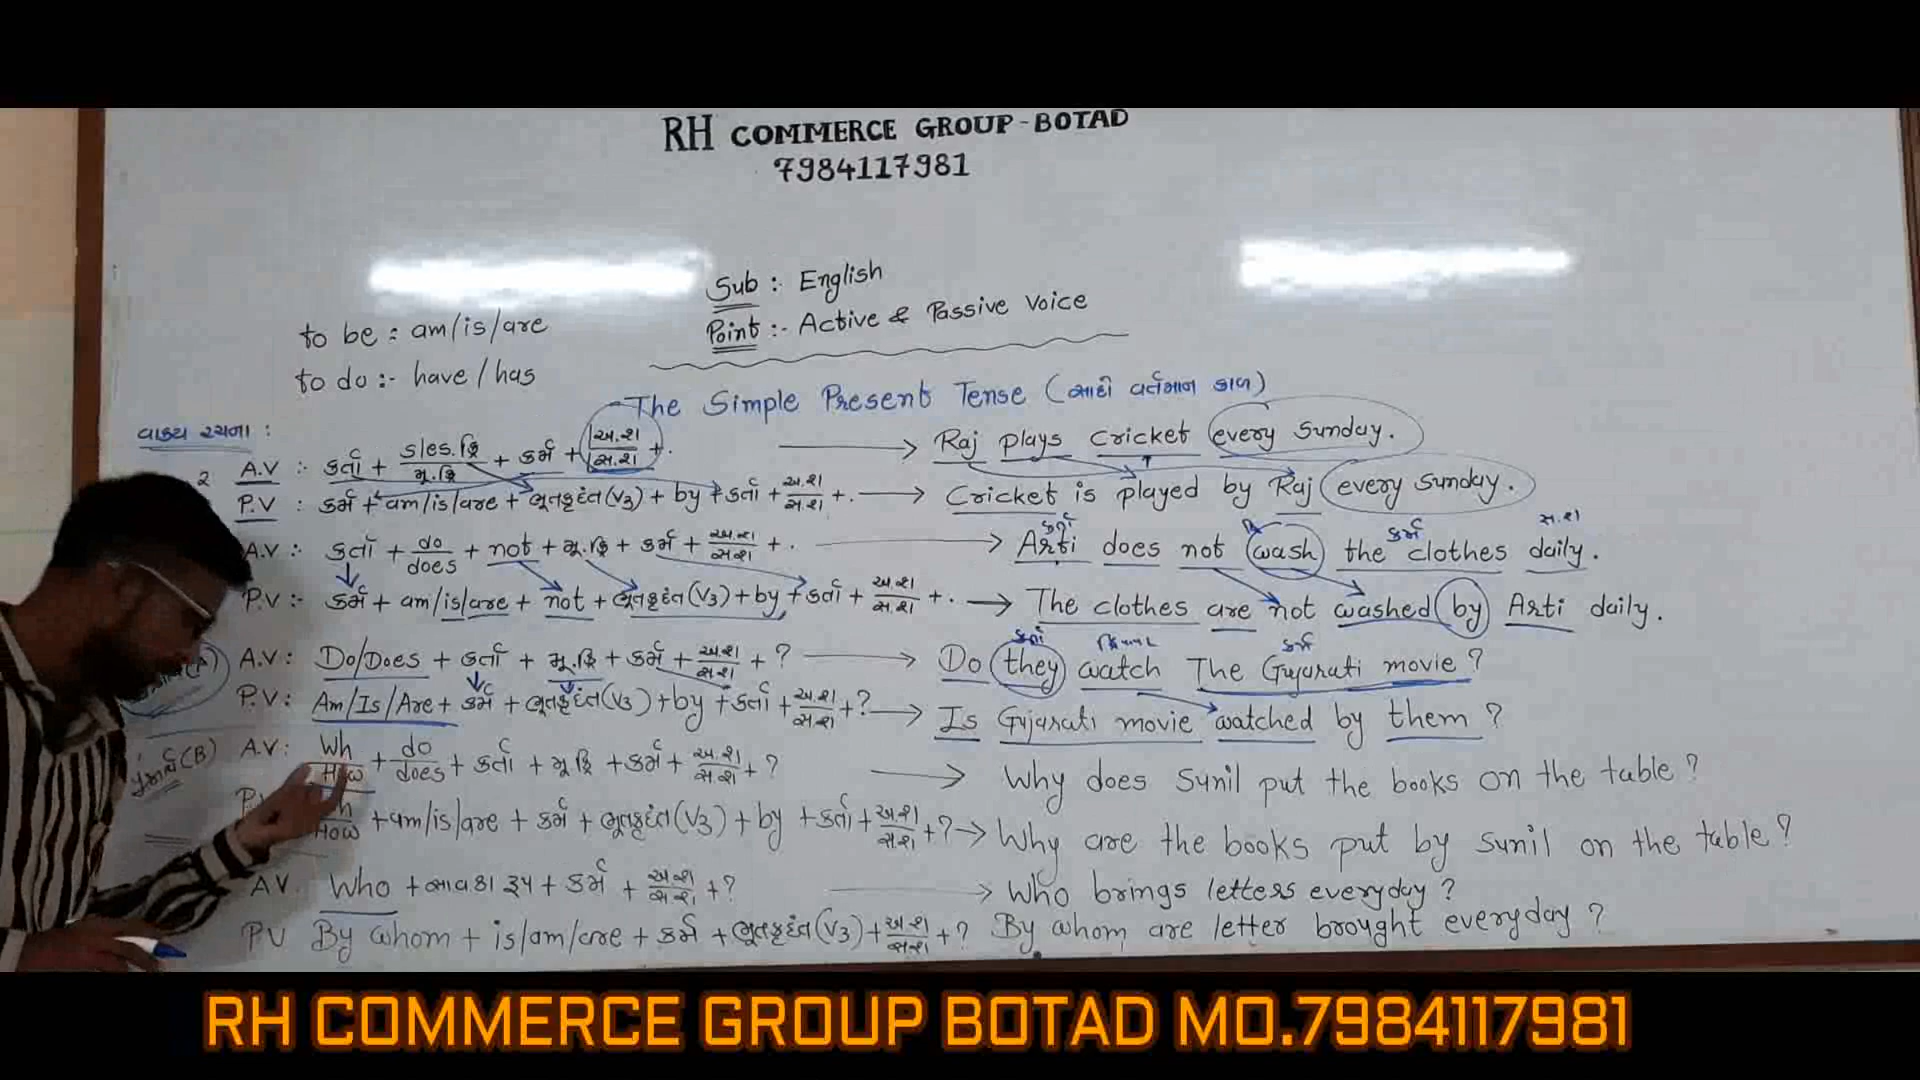 RH COMMERCE GROUP-BOTAD
7984117981
Sub : English
Point :- Active & Passive Voice
to be : am/is/are
to do :- have/has
The Simple Present Tense (સાદો વર્તમાન કાળ)
વાક્ય રચના :
A.V :- કર્તા + s/es.ક્રિ / મૂ.ક્રિ + કર્મ + અ.શ / સ.શ + . → Raj plays cricket every Sunday.
P.V : કર્મ + am/is/are + ભૂતકૃદંત(V3) + by + કર્તા + અ.શ / સ.શ + . → Cricket is played by Raj every Sunday.
કર્તા કર્મ સ.શ
A.V :- કર્તા + do/does + not + મૂ.ક્રિ + કર્મ + અ.શ / સ.શ + . → Arti does not wash the clothes daily.
P.V :- કર્મ + am/is/are + not + ભૂતકૃદંત(V3) + by + કર્તા + અ.શ / સ.શ + . → The clothes are not washed by Arti daily.
કર્તા કર્મ
(A) A.V : Do/Does + કર્તા + મૂ.ક્રિ + કર્મ + અ.શ / સ.શ + ? → Do they watch The Gujarati movie?
P.V : Am/Is/Are + કર્મ + ભૂતકૃદંત(V3) + by + કર્તા + અ.શ / સ.શ + ? → Is Gujarati movie watched by them?
(B) A.V : Wh/How + do/does + કર્તા + મૂ.ક્રિ + કર્મ + અ.શ / સ.શ + ? → Why does Sunil put the books on the table?
How + am/is/are + કર્મ + ભૂતકૃદંત(V3) + by + કર્તા + અ.શ / સ.શ + ? → Why are the books put by Sunil on the table?
AV. Who + + કર્મ + અ.શ / સ.શ + ? → Who brings letters everyday?
P.V By whom + is/am/are + કર્મ + ભૂતકૃદંત(V3) + અ.શ / સ.શ + ? By whom are letter brought everyday?
RH COMMERCE GROUP BOTAD MO.7984117981